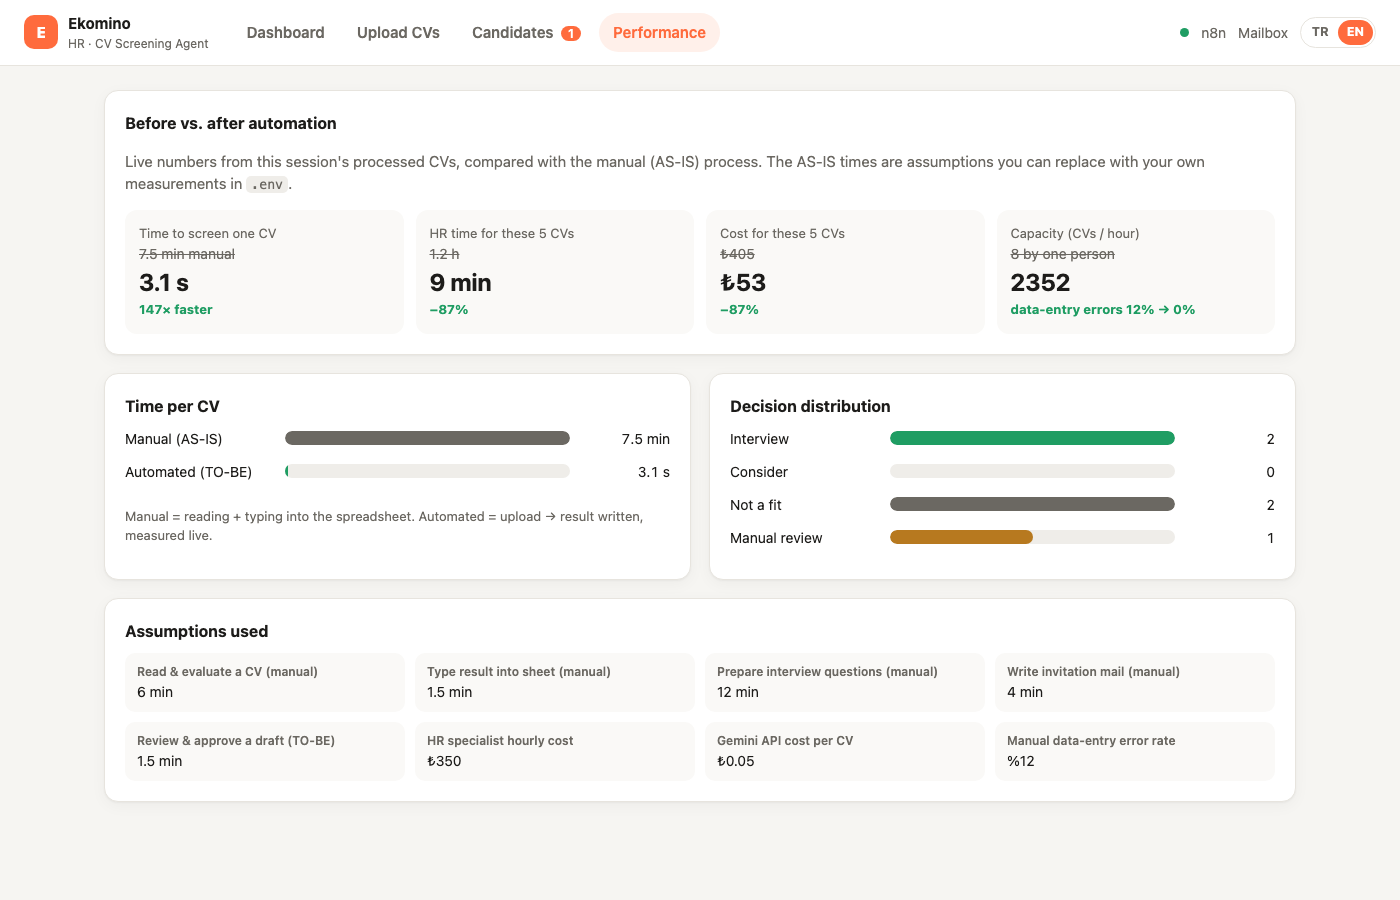 E
Ekomino
HR · CV Screening Agent
Dashboard
Upload CVs
Candidates 1
Performance
n8n
Mailbox
TR EN
Before vs. after automation
Live numbers from this session's processed CVs, compared with the manual (AS-IS) process. The AS-IS times are assumptions you can replace with your own
measurements in .env.
Time to screen one CV
7.5 min manual
3.1 s
147× faster
HR time for these 5 CVs
1.2 h
9 min
−87%
Cost for these 5 CVs
₺405
₺53
−87%
Capacity (CVs / hour)
8 by one person
2352
data-entry errors 12% → 0%
Time per CV
Manual (AS-IS) 7.5 min
Automated (TO-BE) 3.1 s
Manual = reading + typing into the spreadsheet. Automated = upload → result written,
measured live.
Decision distribution
Interview 2
Consider 0
Not a fit 2
Manual review 1
Assumptions used
Read & evaluate a CV (manual)
6 min
Type result into sheet (manual)
1.5 min
Prepare interview questions (manual)
12 min
Write invitation mail (manual)
4 min
Review & approve a draft (TO-BE)
1.5 min
HR specialist hourly cost
₺350
Gemini API cost per CV
₺0.05
Manual data-entry error rate
%12